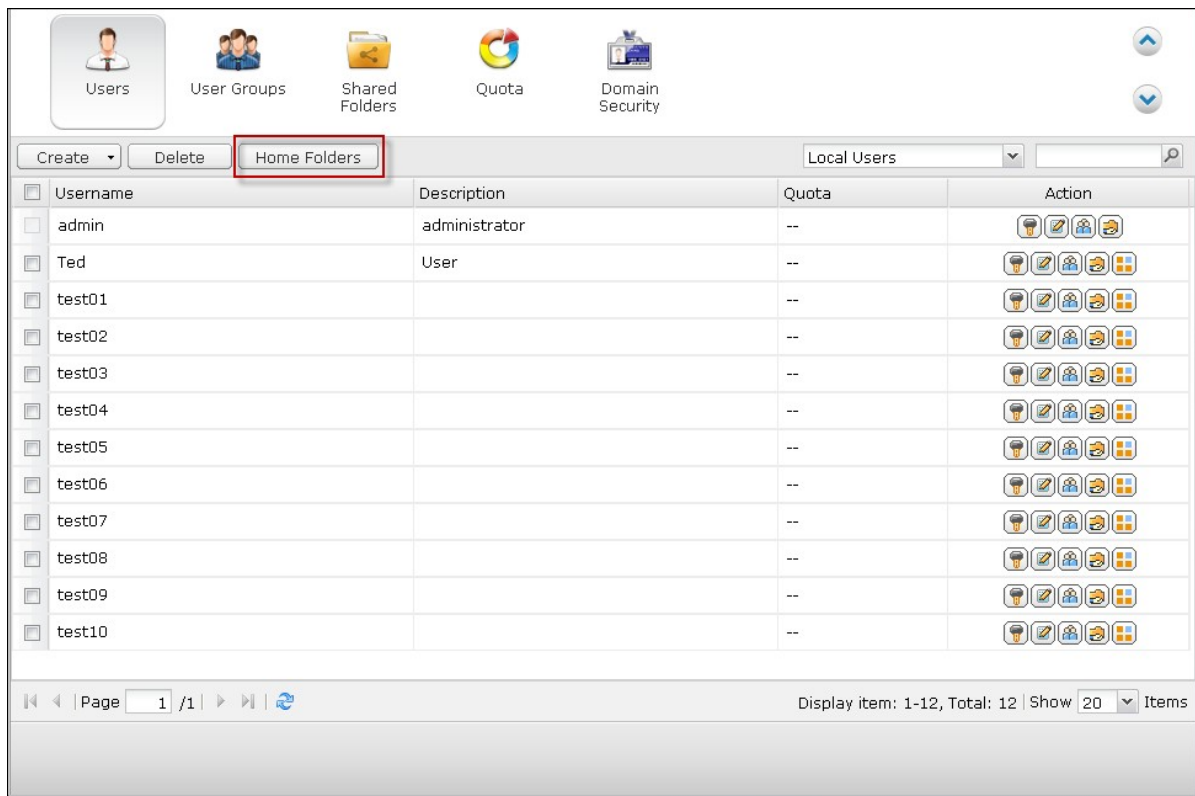 Users
User Groups
Shared
Folders
Quota
Domain
Security
Create
Delete
Home Folders
Local Users
Username Description Quota Action
admin administrator --
Ted User --
test01 --
test02 --
test03 --
test04 --
test05 --
test06 --
test07 --
test08 --
test09 --
test10 --
Page 1 /1 Display item: 1-12, Total: 12 Show 20 Items